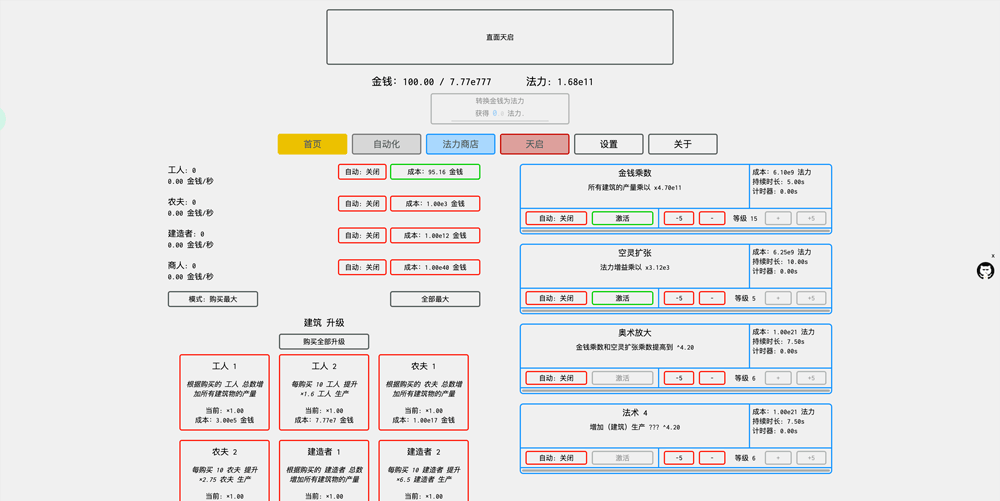 直面天启
金钱: 100.00 / 7.77e777 法力: 1.68e11
转换金钱为法力
法力.
首页 自动化 法力商店 天启 设置 关于
工人: 0
0.00 金钱/秒
自动: 关闭 成本: 95.16 金钱
农夫: 0
0.00 金钱/秒
自动: 关闭 成本: 1.00e3 金钱
建造者: 0
0.00 金钱/秒
自动: 关闭 成本: 1.00e12 金钱
商人: 0
0.00 金钱/秒
自动: 关闭 成本: 1.00e40 金钱
模式: 购买最大 全部最大
建筑 升级
购买全部升级
工人 1
根据购买的 工人 总数增
加所有建筑物的产量
当前: ×1.00
成本: 3.00e5 金钱
工人 2
每购买 10 工人 提升
×1.6 工人 生产
当前: ×1.00
成本: 7.77e7 金钱
农夫 1
根据购买的 农夫 总数增
加所有建筑物的产量
当前: ×1.00
成本: 1.00e17 金钱
农夫 2
每购买 10 农夫 提升
×2.75 农夫 生产
当前: ×1.00
建造者 1
根据购买的 建造者 总数
增加所有建筑物的产量
当前: ×1.00
建造者 2
每购买 10 建造者 提升
×6.5 建造者 生产
当前: ×1.00
金钱乘数
所有建筑的产量乘以 x4.70e11
成本: 6.10e9 法力
持续时长: 5.00s
计时器: 0.00s
自动: 关闭 激活 -5 - 等级 15 + +5
空灵扩张
法力增益乘以 x3.12e3
成本: 6.25e9 法力
持续时长: 10.00s
计时器: 0.00s
自动: 关闭 激活 -5 - 等级 5 + +5
奥术放大
金钱乘数和空灵扩张乘数提高到 ^4.20
成本: 1.00e21 法力
持续时长: 7.50s
计时器: 0.00s
自动: 关闭 激活 -5 - 等级 6 + +5
法术 4
增加 (建筑) 生产 ??? ^4.20
成本: 1.00e21 法力
持续时长: 7.50s
计时器: 0.00s
自动: 关闭 激活 -5 - 等级 6 + +5
x